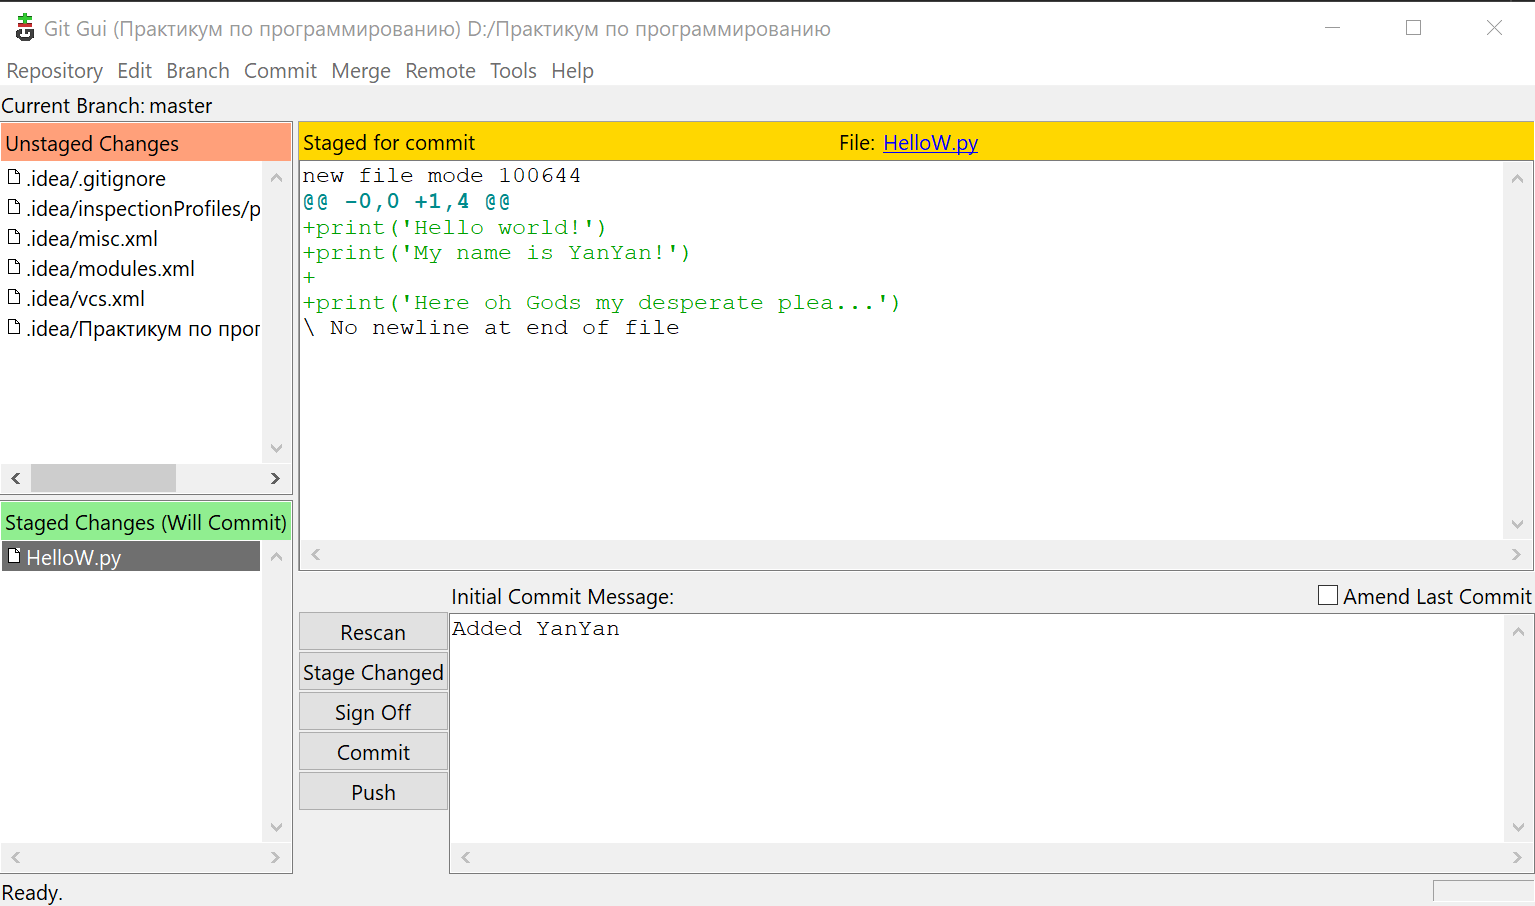 Git Gui (Практикум по программированию) D:/Практикум по программированию
Repository Edit Branch Commit Merge Remote Tools Help
Current Branch: master
Unstaged Changes
.idea/.gitignore
.idea/inspectionProfiles/p
.idea/misc.xml
.idea/modules.xml
.idea/vcs.xml
.idea/Практикум по прог
Staged Changes (Will Commit)
HelloW.py
Staged for commit File: HelloW.py
new file mode 100644
@@ -0,0 +1,4 @@
+print('Hello world!')
+print('My name is YanYan!')
+
+print('Here oh Gods my desperate plea...')
\ No newline at end of file
Initial Commit Message: Amend Last Commit
Rescan
Stage Changed
Sign Off
Commit
Push
Added YanYan
Ready.